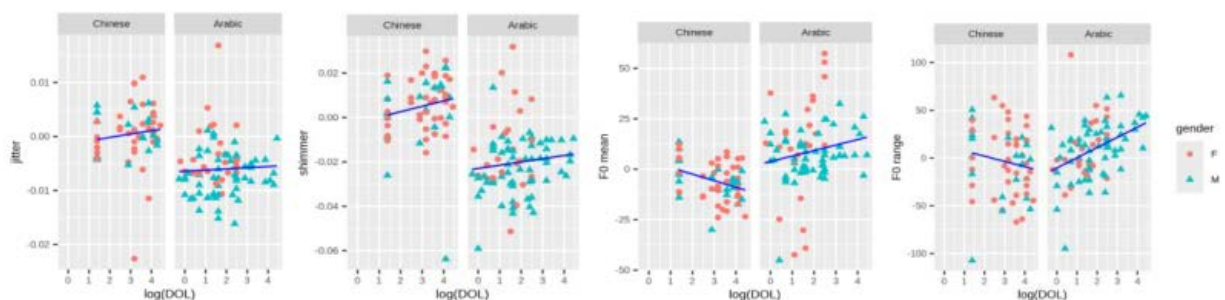 Chinese Arabic
jitter
0.01
0.00
-0.01
-0.02
0 1 2 3 4 0 1 2 3 4
log(DOL)
Chinese Arabic
shimmer
0.02
0.00
-0.02
-0.04
-0.06
0 1 2 3 4 0 1 2 3 4
log(DOL)
Chinese Arabic
F0 mean
50
25
0
-25
-50
0 1 2 3 4 0 1 2 3 4
log(DOL)
Chinese Arabic
F0 range
100
50
0
-50
-100
0 1 2 3 4 0 1 2 3 4
log(DOL)
gender
F
M